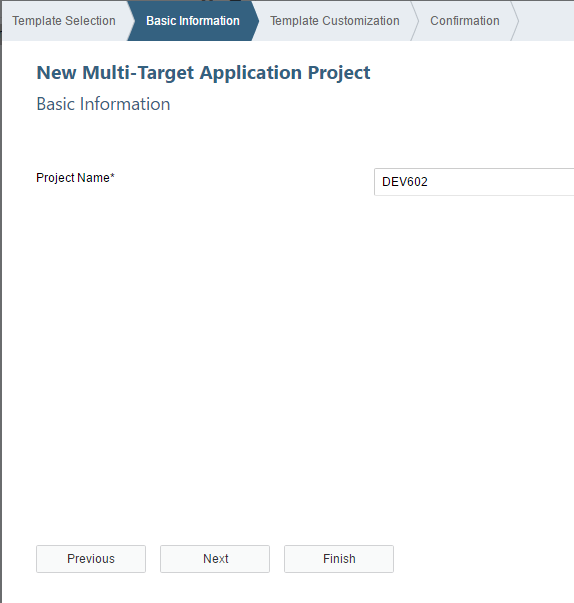 Template Selection Basic Information Template Customization Confirmation
New Multi-Target Application Project
Basic Information
Project Name* DEV602
Previous Next Finish